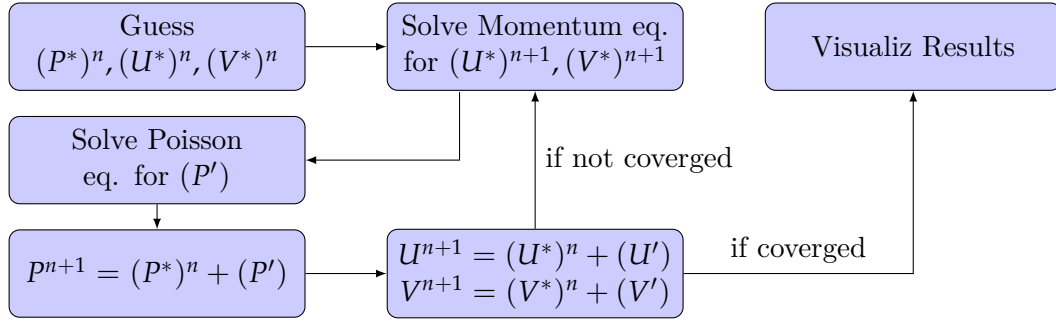 Guess
(P*)ⁿ, (U*)ⁿ, (V*)ⁿ
Solve Momentum eq.
for (U*)ⁿ⁺¹, (V*)ⁿ⁺¹
Visualiz Results
Solve Poisson
eq. for (P′)
if not coverged
Pⁿ⁺¹ = (P*)ⁿ + (P′)
Uⁿ⁺¹ = (U*)ⁿ + (U′)
Vⁿ⁺¹ = (V*)ⁿ + (V′)
if coverged